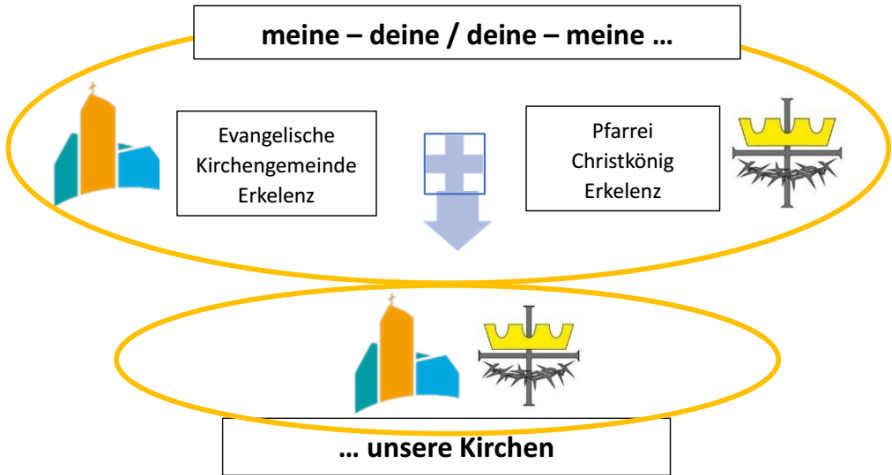 meine – deine / deine – meine ...
Evangelische
Kirchengemeinde
Erkelenz
Pfarrei
Christkönig
Erkelenz
... unsere Kirchen